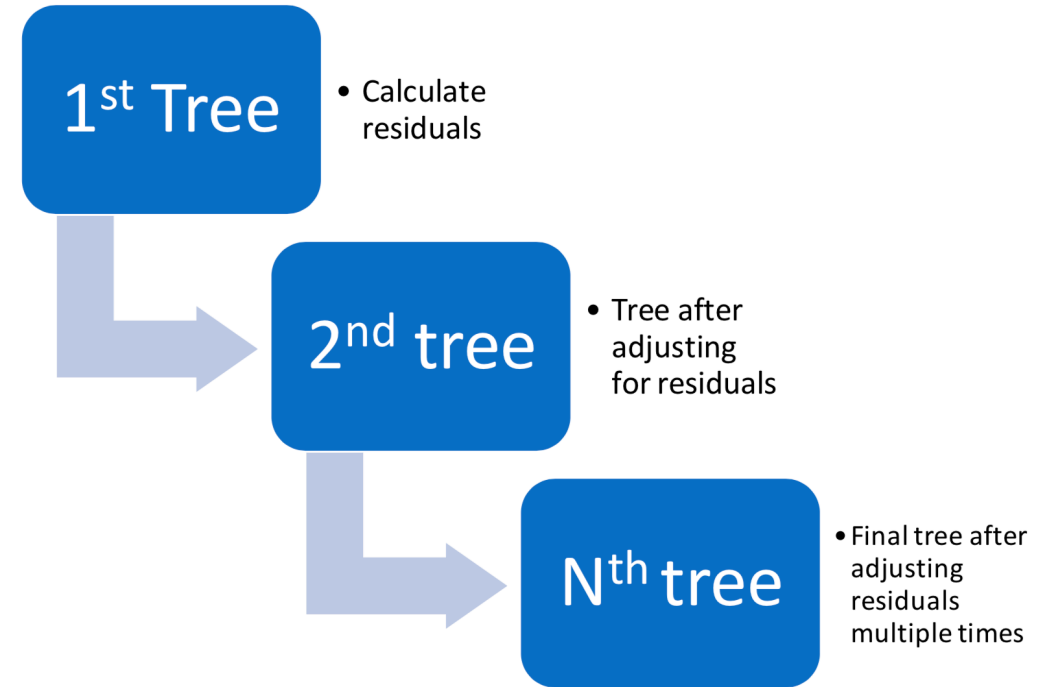 1st Tree
• Calculate
residuals
2nd tree
• Tree after
adjusting
for residuals
Nth tree
• Final tree after
adjusting
residuals
multiple times